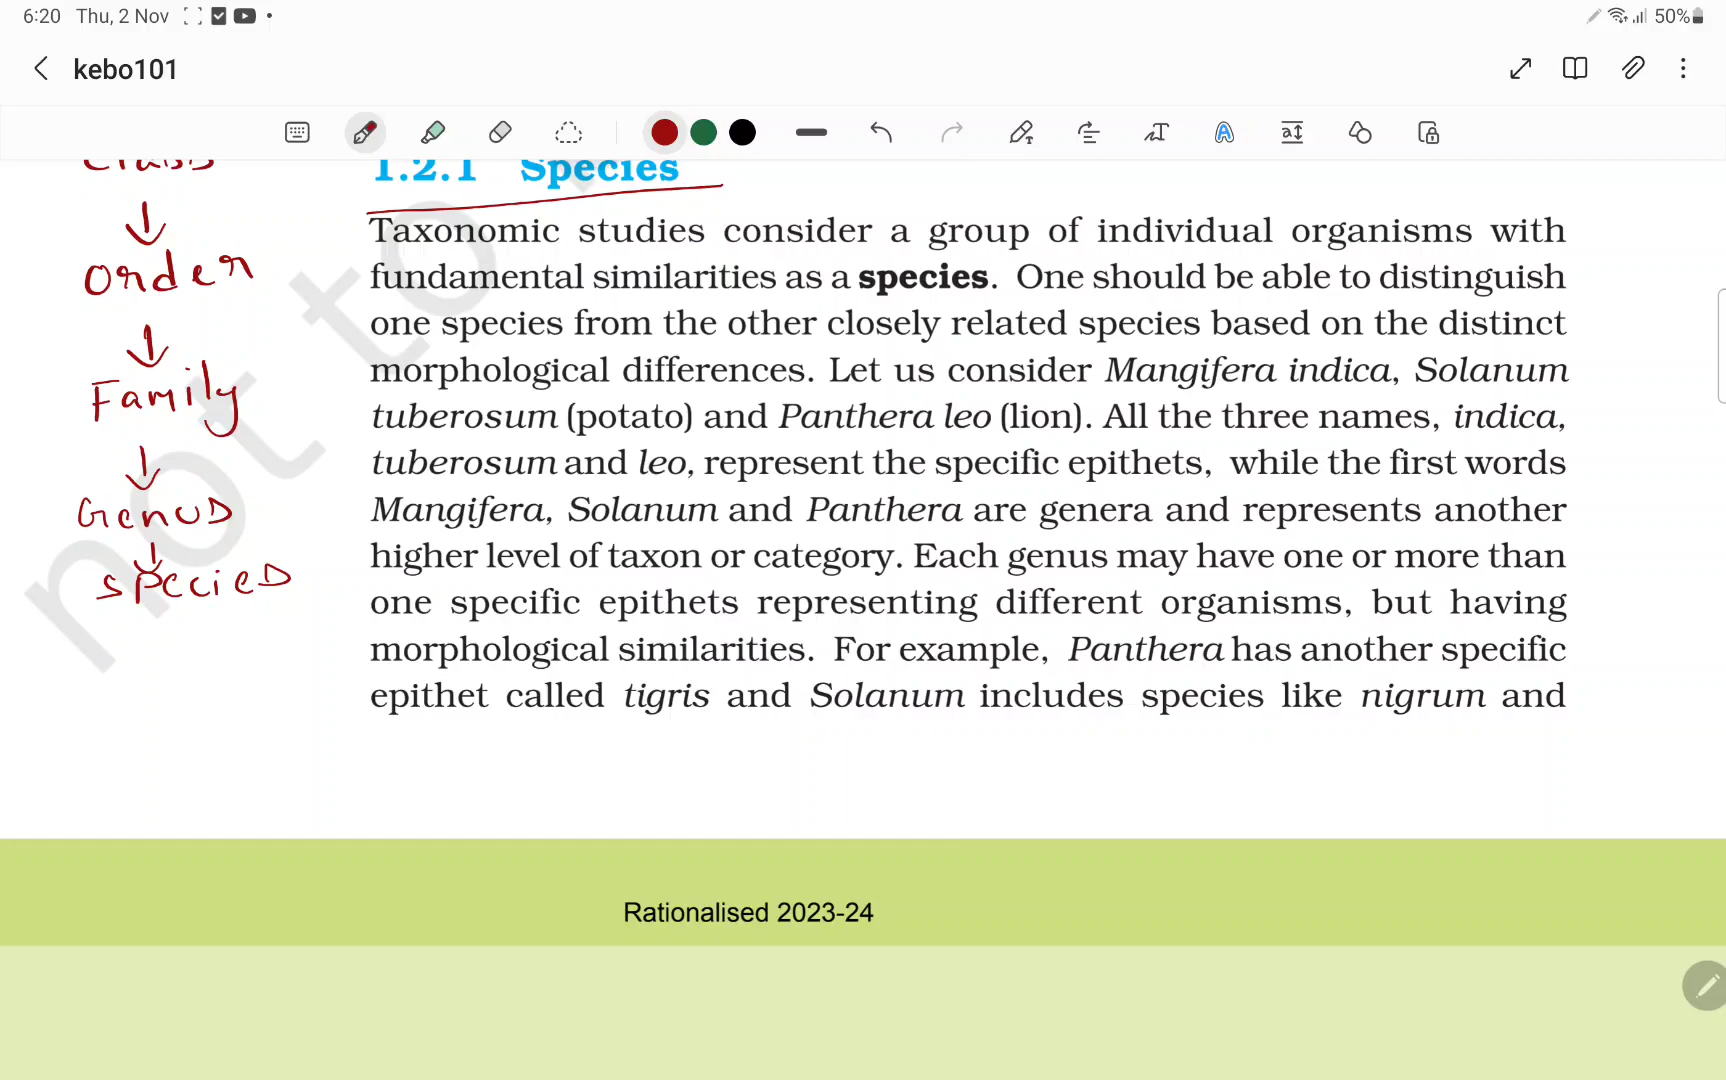 6:20 Thu, 2 Nov 50%
kebo101
Class
Order
Family
Genus
species
1.2.1 Species
Taxonomic studies consider a group of individual organisms with
fundamental similarities as a species. One should be able to distinguish
one species from the other closely related species based on the distinct
morphological differences. Let us consider Mangifera indica, Solanum
tuberosum (potato) and Panthera leo (lion). All the three names, indica,
tuberosum and leo, represent the specific epithets, while the first words
Mangifera, Solanum and Panthera are genera and represents another
higher level of taxon or category. Each genus may have one or more than
one specific epithets representing different organisms, but having
morphological similarities. For example, Panthera has another specific
epithet called tigris and Solanum includes species like nigrum and
not to
Rationalised 2023-24